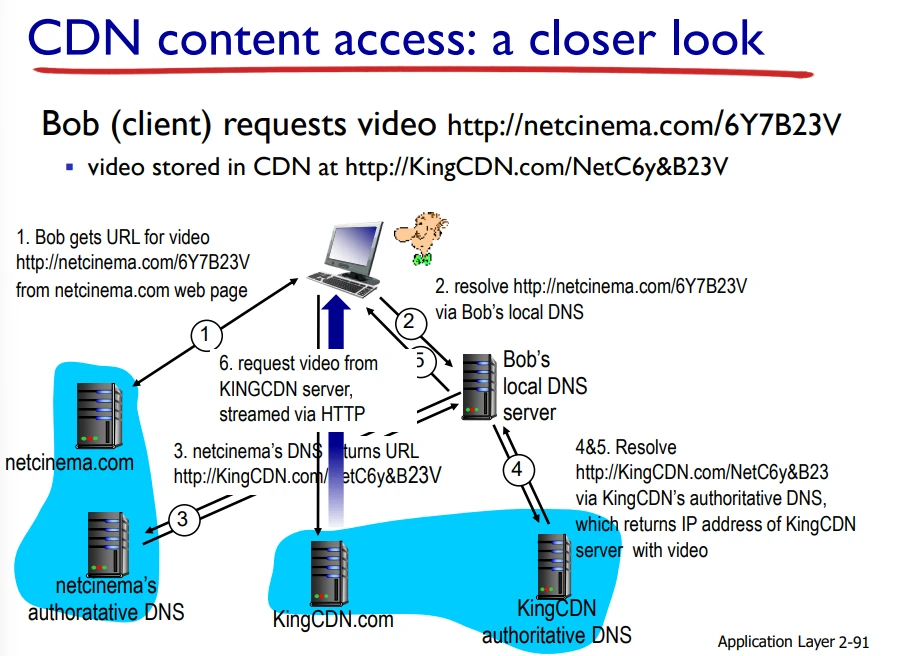 CDN content access: a closer look
Bob (client) requests video http://netcinema.com/6Y7B23V
▪ video stored in CDN at http://KingCDN.com/NetC6y&B23V
1. Bob gets URL for video
http://netcinema.com/6Y7B23V
from netcinema.com web page
2. resolve http://netcinema.com/6Y7B23V
via Bob's local DNS
1
2
5
6. request video from
KINGCDN server,
streamed via HTTP
Bob's
local DNS
server
netcinema.com
3. netcinema's DNS turns URL
http://KingCDN.com/etC6y&B23V
3
4
4&5. Resolve
http://KingCDN.com/NetC6y&B23
via KingCDN's authoritative DNS,
which returns IP address of KingCDN
server with video
netcinema's
authoratative DNS
KingCDN.com
KingCDN
authoritative DNS
Application Layer 2-91